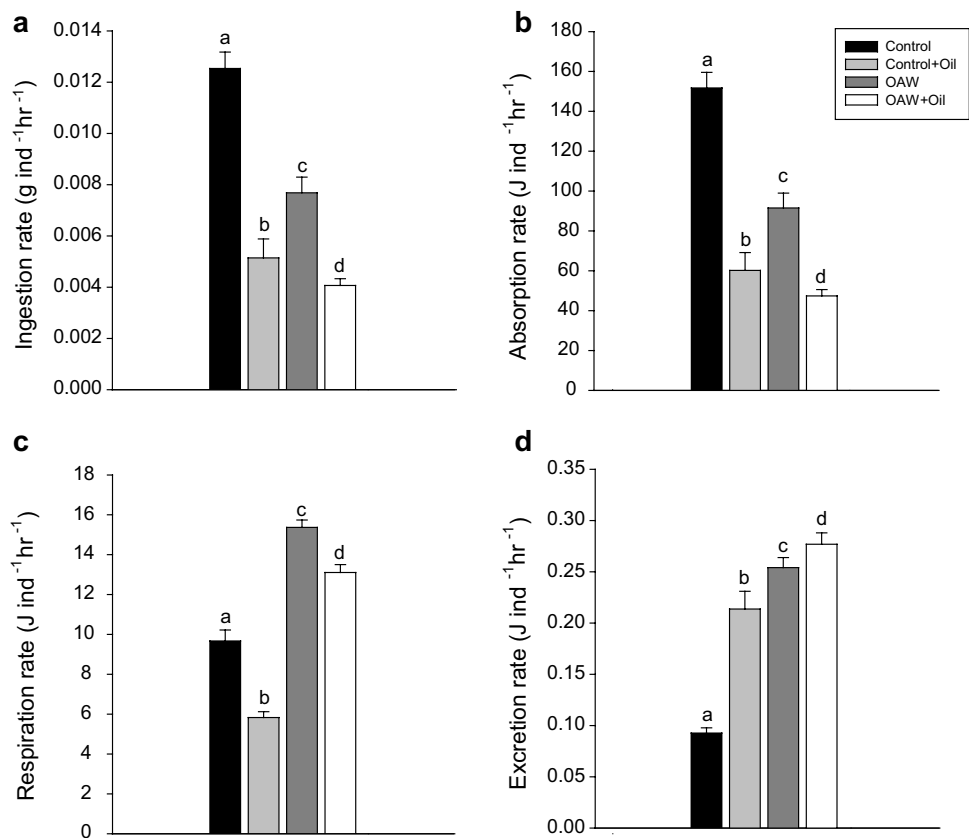 a
Ingestion rate (g ind -1hr -1)
0.014
0.012
0.010
0.008
0.006
0.004
0.002
0.000
a
b
c
d
b
Absorption rate (J ind -1hr -1)
180
160
140
120
100
80
60
40
20
0
a
b
c
d
Control
Control+Oil
OAW
OAW+Oil
c
Respiration rate (J ind -1hr -1)
18
16
14
12
10
8
6
4
2
0
a
b
c
d
d
Excretion rate (J ind -1hr -1)
0.35
0.30
0.25
0.20
0.15
0.10
0.05
0.00
a
b
c
d